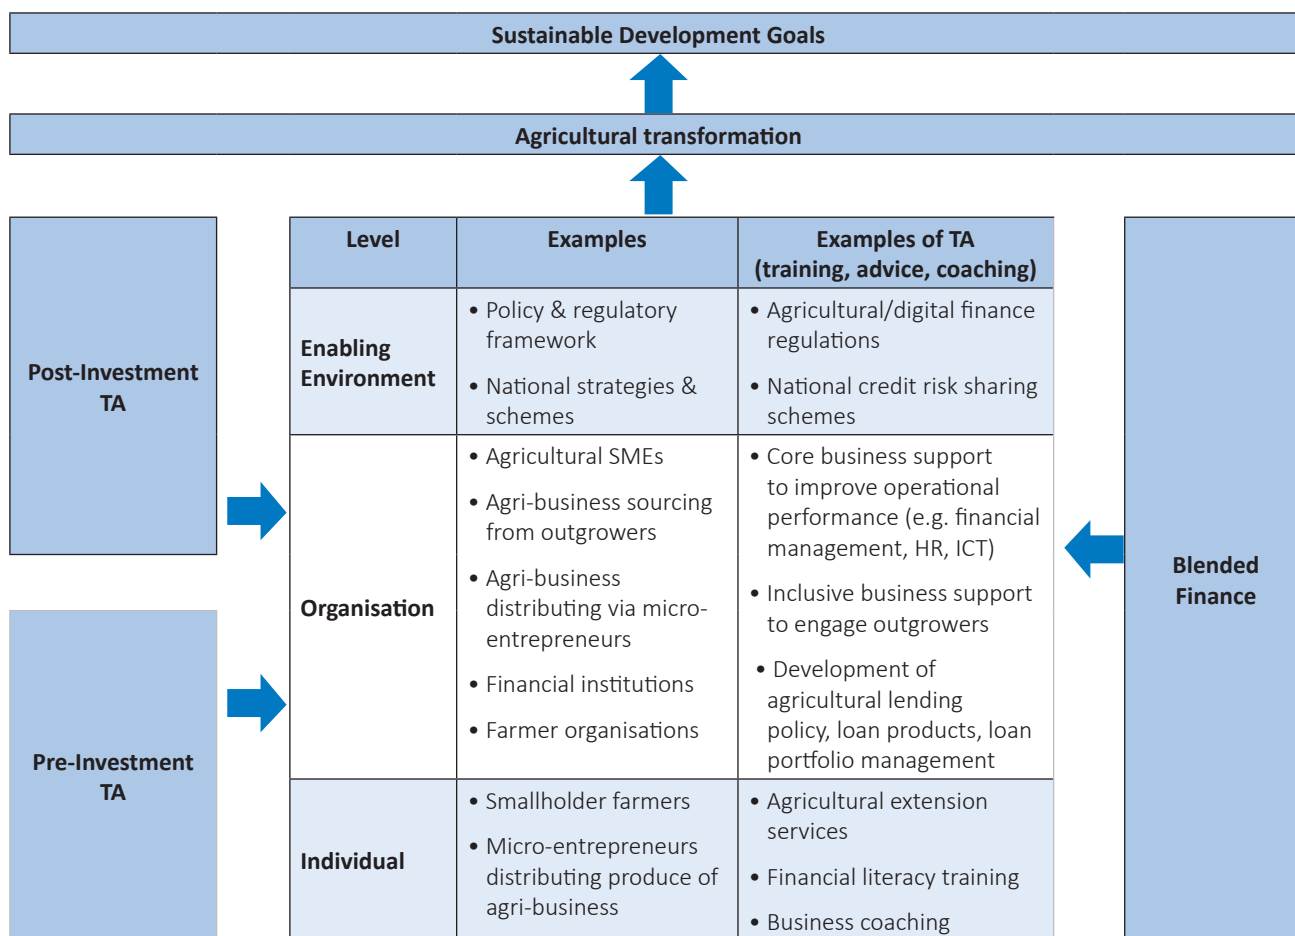 Sustainable Development Goals
Agricultural transformation
Post-Investment
TA
Pre-Investment
TA
Level
Examples
Examples of TA
(training, advice, coaching)
Enabling
Environment
• Policy & regulatory
framework
• National strategies &
schemes
• Agricultural/digital finance
regulations
• National credit risk sharing
schemes
Organisation
• Agricultural SMEs
• Agri-business sourcing
from outgrowers
• Agri-business
distributing via micro-
entrepreneurs
• Financial institutions
• Farmer organisations
• Core business support
to improve operational
performance (e.g. financial
management, HR, ICT)
• Inclusive business support
to engage outgrowers
• Development of
agricultural lending
policy, loan products, loan
portfolio management
Individual
• Smallholder farmers
• Micro-entrepreneurs
distributing produce of
agri-business
• Agricultural extension
services
• Financial literacy training
• Business coaching
Blended
Finance